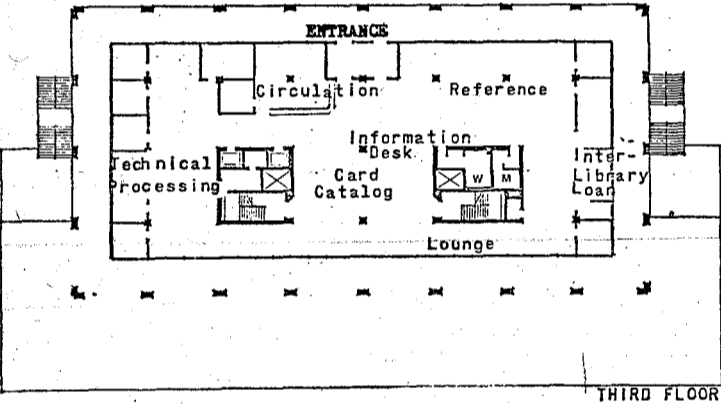 ENTRANCE
Circulation
Reference
Information
Desk
Technical
Processing
Card
Catalog
W
M
Inter-
Library
Loan
Lounge
THIRD FLOOR